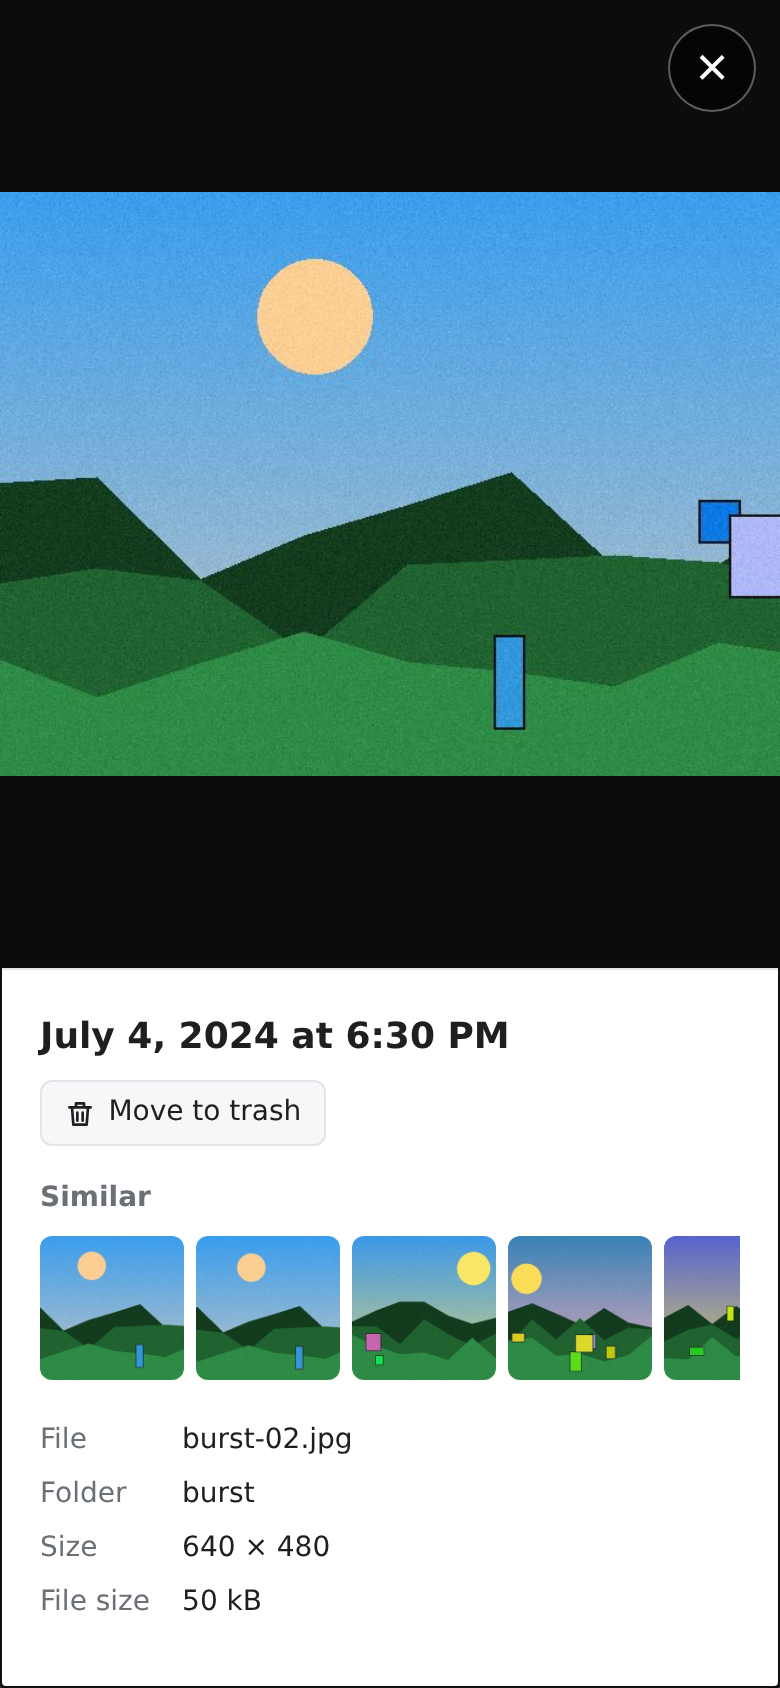 July 4, 2024 at 6:30 PM
Move to trash
Similar
File burst-02.jpg
Folder burst
Size 640 × 480
File size 50 kB